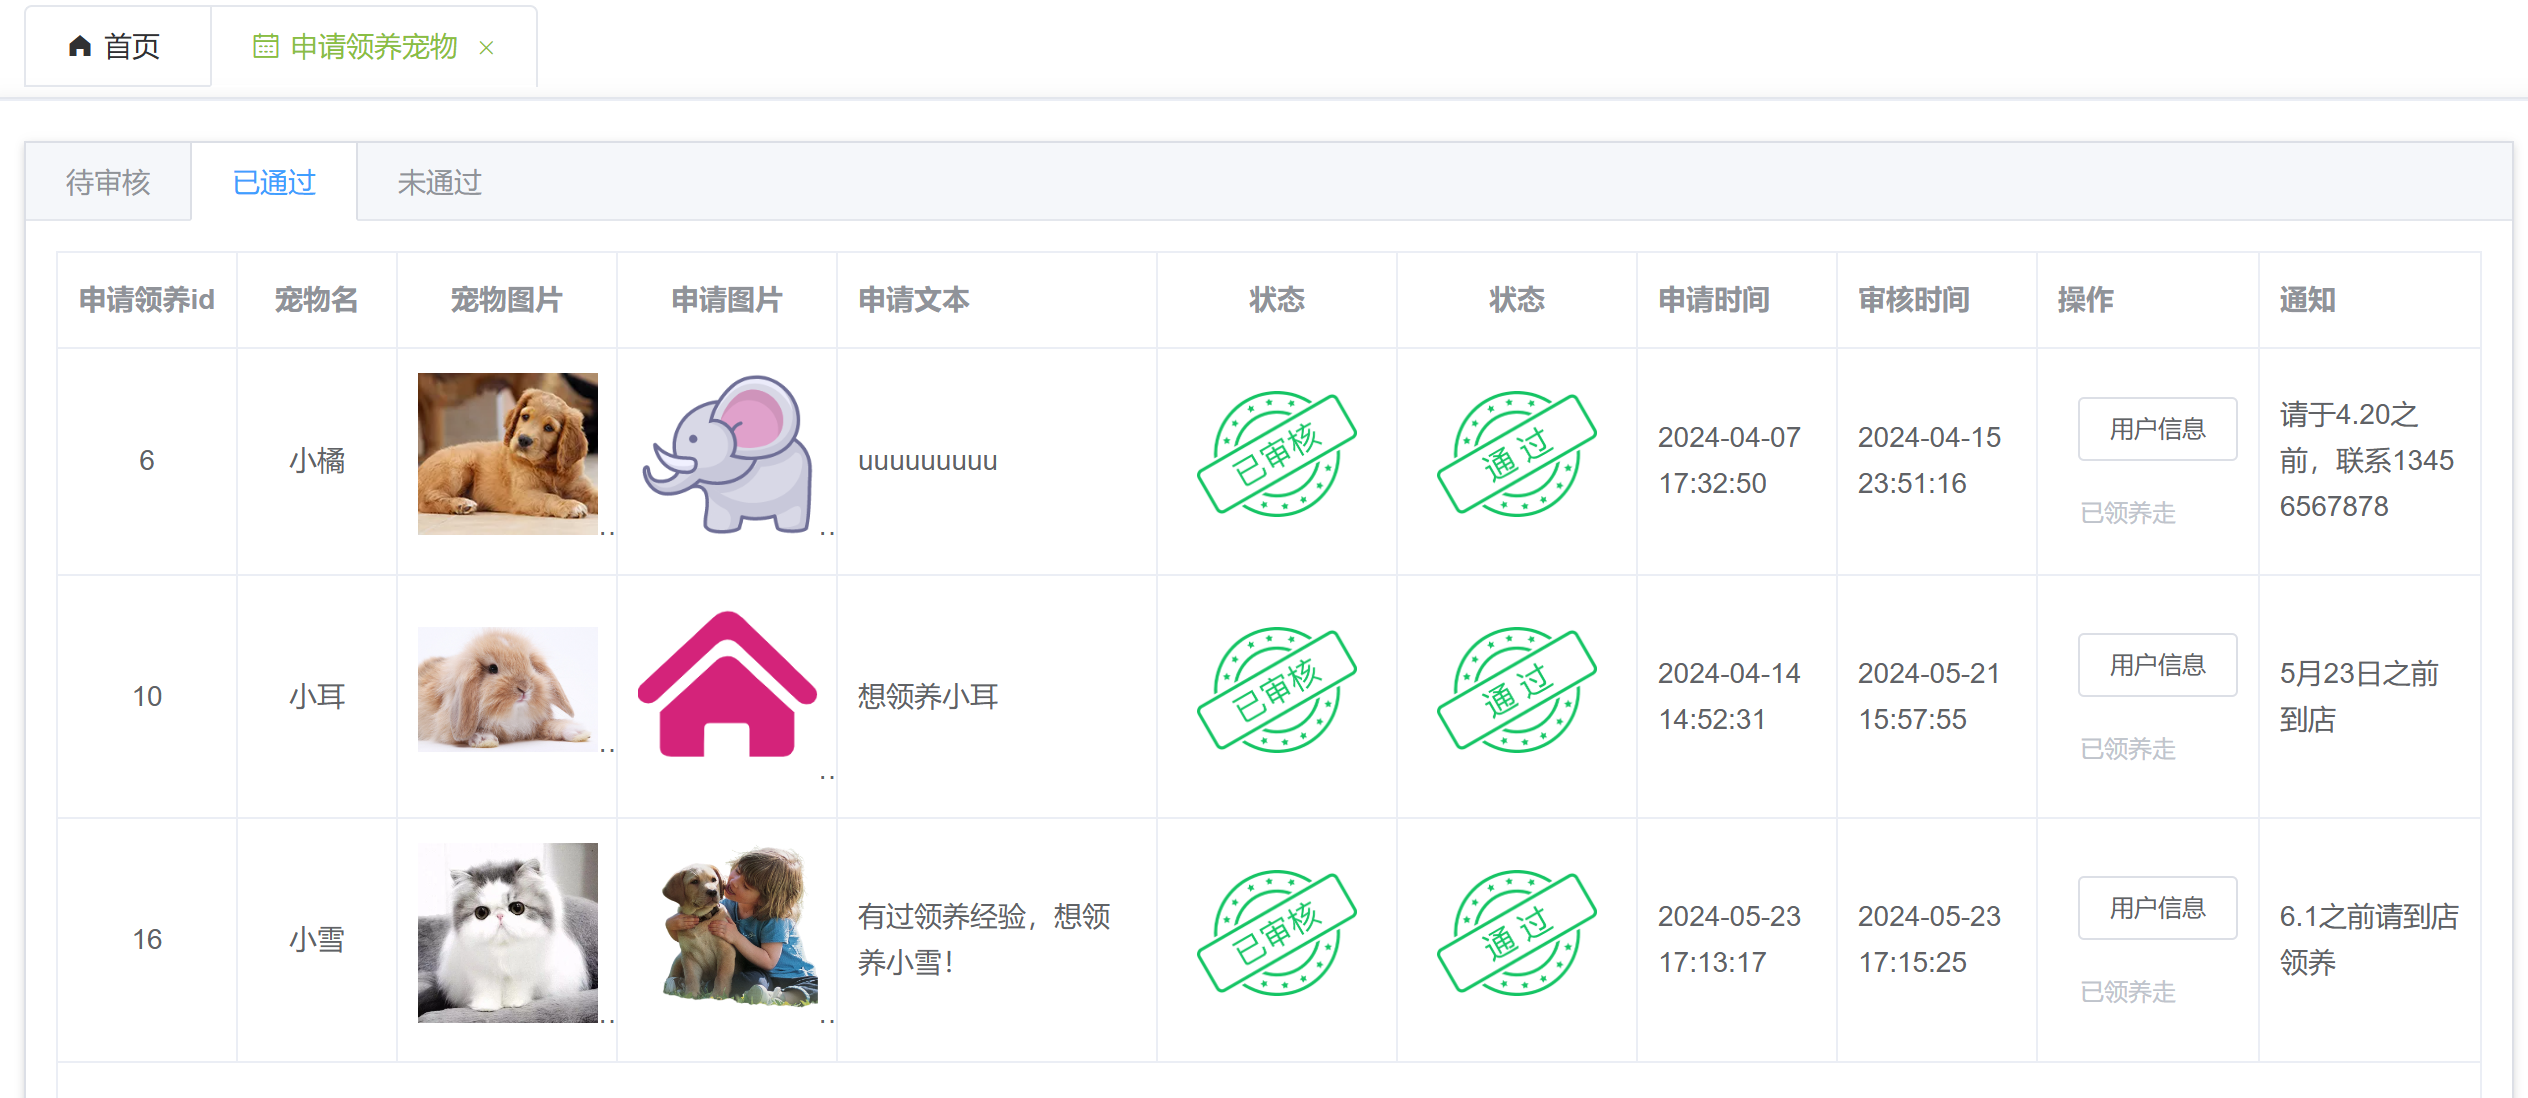 首页
申请领养宠物
待审核
已通过
未通过
申请领养id
宠物名
宠物图片
申请图片
申请文本
状态
状态
申请时间
审核时间
操作
通知
6
小橘
..
..
uuuuuuuuu
已审核
通过
2024-04-07
17:32:50
2024-04-15
23:51:16
用户信息
已领养走
请于4.20之
前，联系1345
6567878
10
小耳
..
..
想领养小耳
已审核
通过
2024-04-14
14:52:31
2024-05-21
15:57:55
用户信息
已领养走
5月23日之前
到店
16
小雪
..
..
有过领养经验，想领
养小雪！
已审核
通过
2024-05-23
17:13:17
2024-05-23
17:15:25
用户信息
已领养走
6.1之前请到店
领养